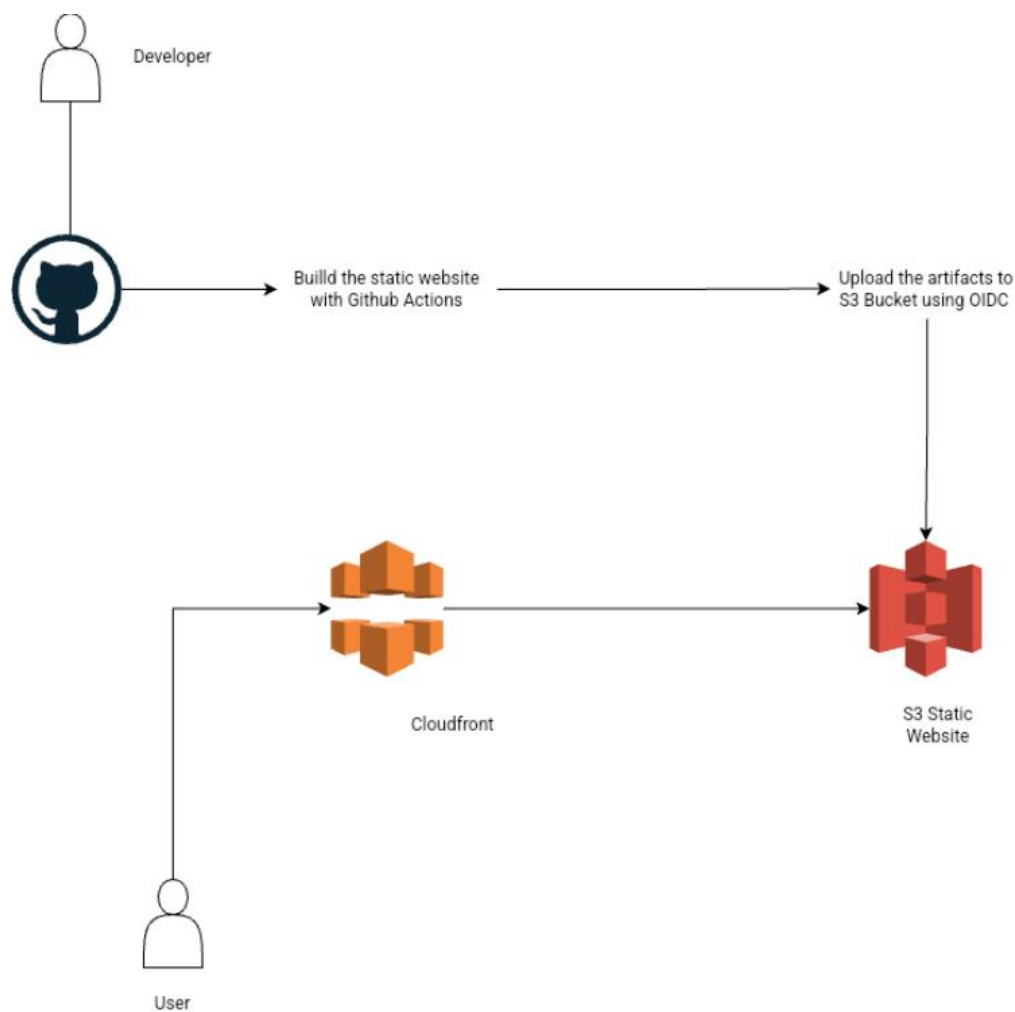 Developer
Builld the static website
with Github Actions
Upload the artifacts to
S3 Bucket using OIDC
Cloudfront
S3 Static
Website
User